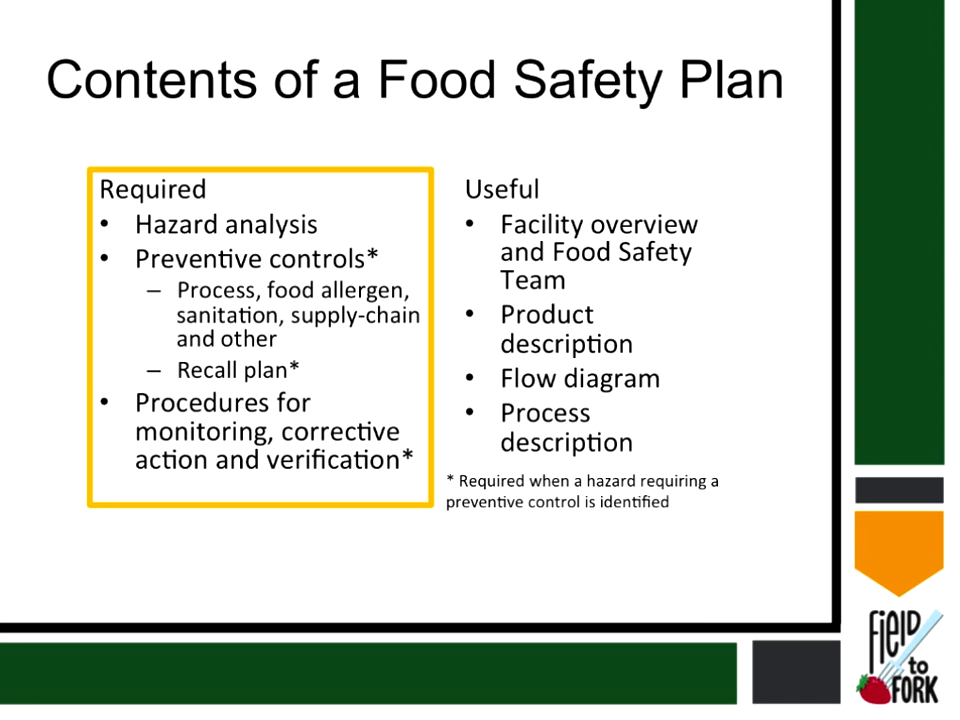 Contents of a Food Safety Plan
Required
• Hazard analysis
• Preventive controls*
– Process, food allergen,
sanitation, supply-chain
and other
– Recall plan*
• Procedures for
monitoring, corrective
action and verification*
Useful
• Facility overview
and Food Safety
Team
• Product
description
• Flow diagram
• Process
description
* Required when a hazard requiring a
preventive control is identified
FiELD
to
FORK